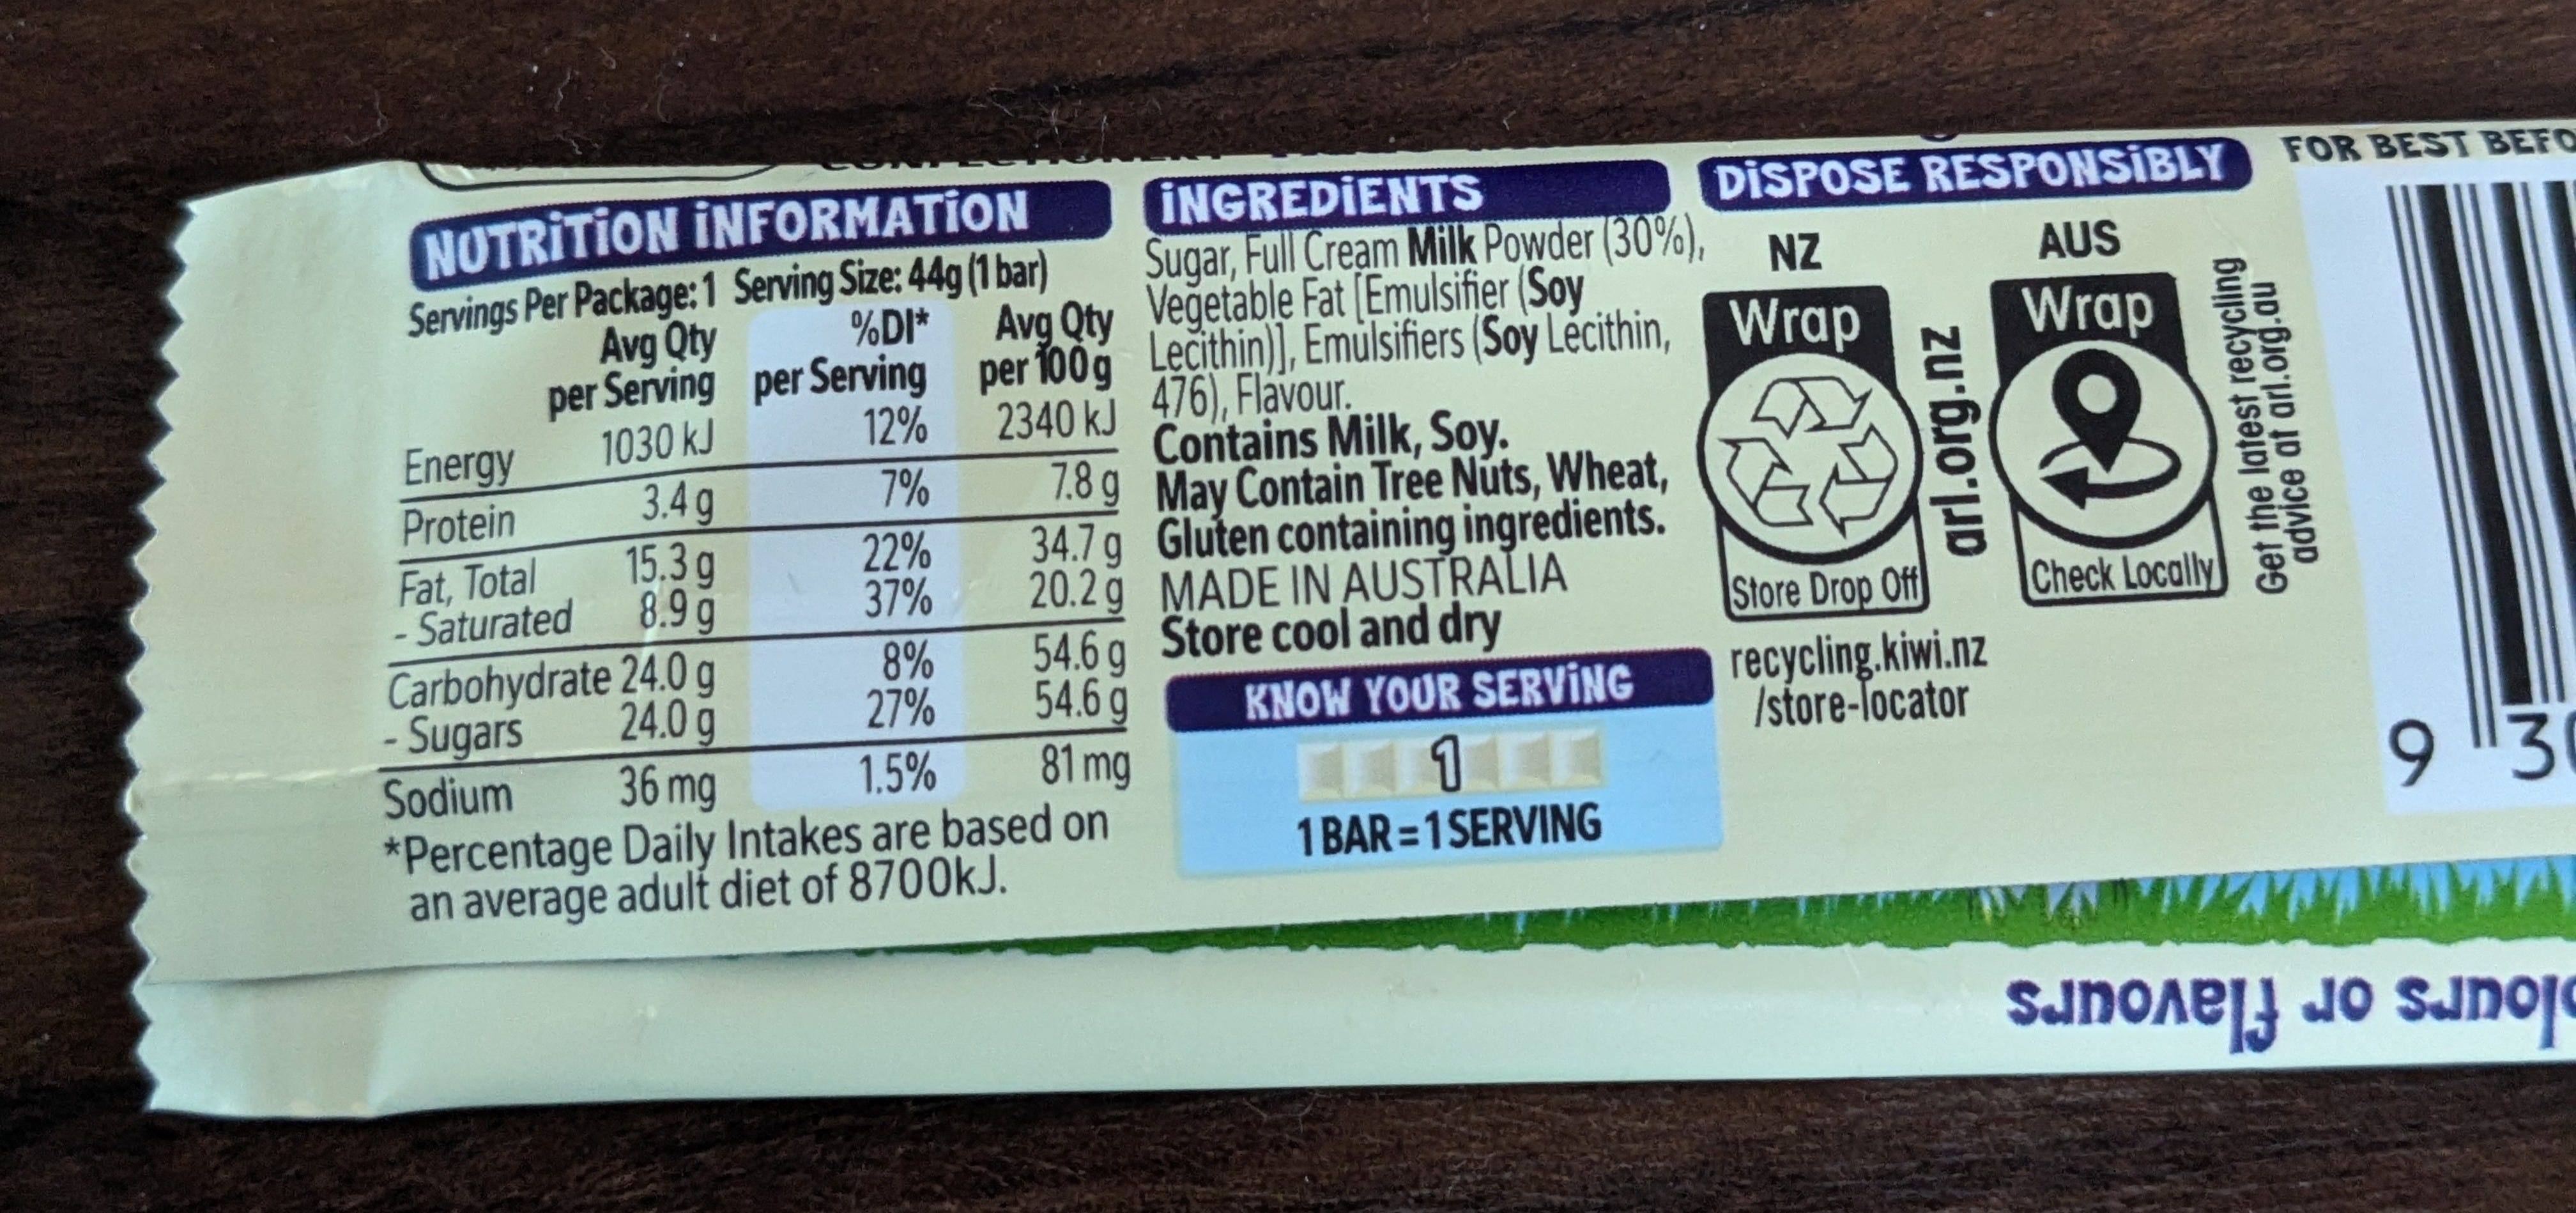 NUTRiTiON iNFORMATiON
Servings Per Package: 1 Serving Size: 44g (1 bar)
Avg Qty %DI* Avg Qty
per Serving per Serving per 100g
Energy 1030 kJ 12% 2340 kJ
Protein 3.4 g 7% 7.8 g
Fat, Total 15.3 g 22% 34.7 g
- Saturated 8.9 g 37% 20.2 g
Carbohydrate 24.0 g 8% 54.6 g
- Sugars 24.0 g 27% 54.6 g
Sodium 36 mg 1.5% 81 mg
*Percentage Daily Intakes are based on
an average adult diet of 8700kJ.
iNGREDiENTS
Sugar, Full Cream Milk Powder (30%),
Vegetable Fat [Emulsifier (Soy
Lecithin)], Emulsifiers (Soy Lecithin,
476), Flavour.
Contains Milk, Soy.
May Contain Tree Nuts, Wheat,
Gluten containing ingredients.
MADE IN AUSTRALIA
Store cool and dry
KNOW YOUR SERViNG
1
1 BAR = 1 SERVING
DiSPOSE RESPONSiBLY
NZ
Wrap
Store Drop Off
arl.org.nz
recycling.kiwi.nz
/store-locator
AUS
Wrap
Check Locally
Get the latest recycling
advice at arl.org.au
FOR BEST BEFO
9 30
olours or flavours